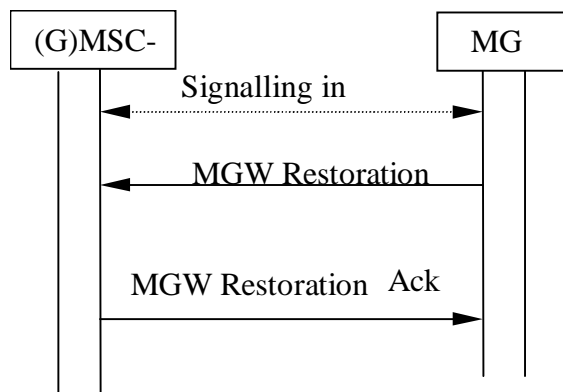 (G)MSC-
MG
Signalling in
MGW Restoration
MGW Restoration Ack